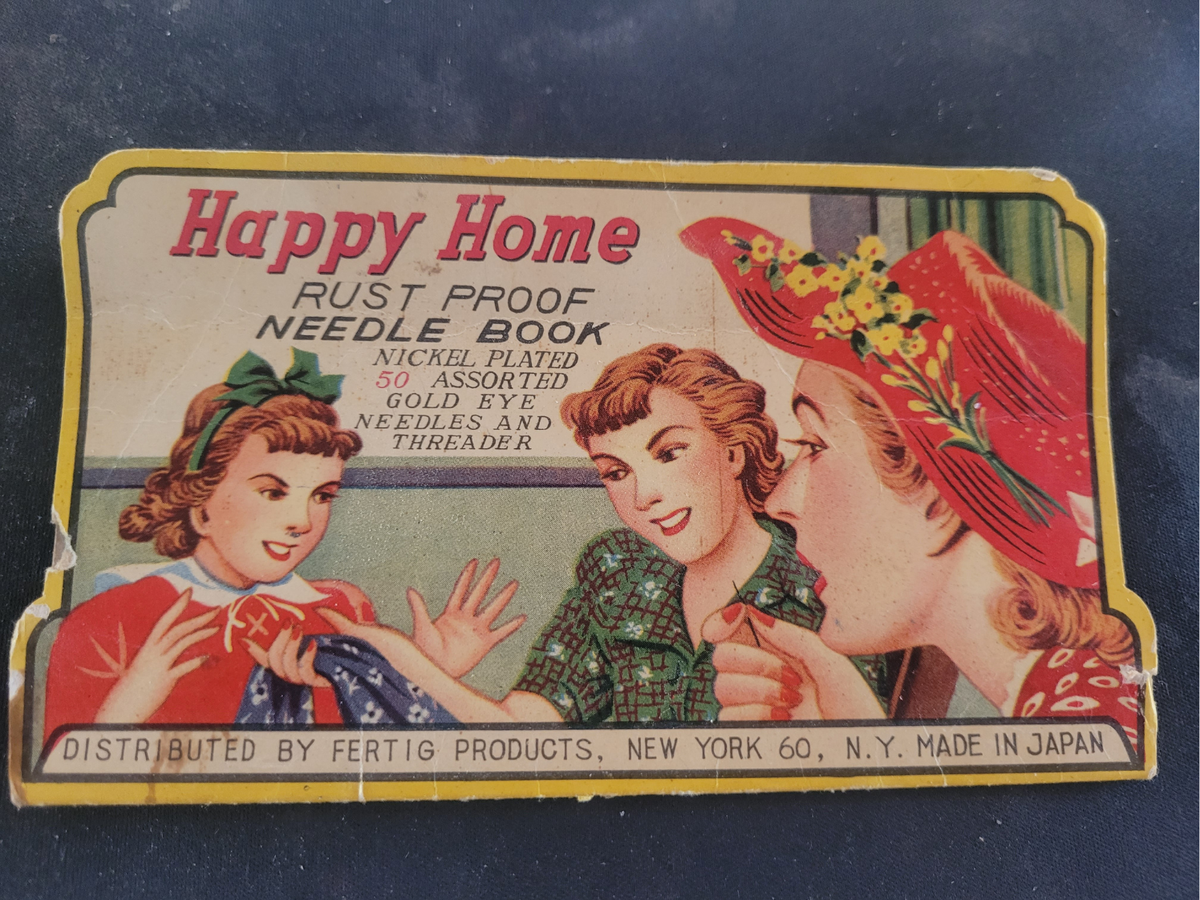 Happy Home
RUST PROOF
NEEDLE BOOK
NICKEL PLATED
50 ASSORTED
GOLD EYE
NEEDLES AND
THREADER
DISTRIBUTED BY FERTIG PRODUCTS, NEW YORK 60, N.Y. MADE IN JAPAN